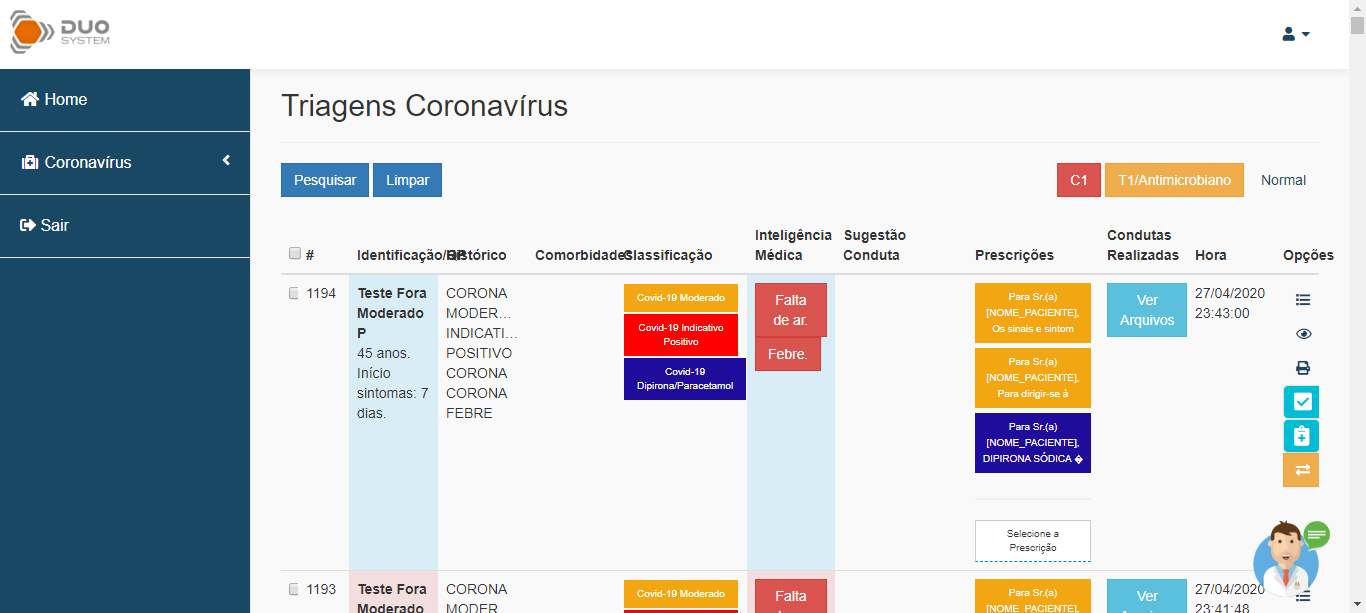 DUO
SYSTEM
Home
Coronavírus
Sair
Triagens Coronavírus
Pesquisar
Limpar
C1
T1/Antimicrobiano
Normal
#
Identificação/
Histórico
Comorbidades
Classificação
Inteligência
Médica
Sugestão
Conduta
Prescrições
Condutas
Realizadas
Hora
Opções
1194
Teste Fora
Moderado
P
45 anos.
Início
sintomas: 7
dias.
CORONA
MODER...
INDICATI...
POSITIVO
CORONA
CORONA
FEBRE
Covid-19 Moderado
Covid-19 Indicativo
Positivo
Covid-19
Dipirona/Paracetamol
Falta
de ar.
Febre.
Para Sr.(a)
[NOME_PACIENTE],
Os sinais e sintom
Para Sr.(a)
[NOME_PACIENTE],
Para dirigir-se à
Para Sr.(a)
[NOME_PACIENTE],
DIPIRONA SÓDICA �
Selecione a
Prescrição
Ver
Arquivos
27/04/2020
23:43:00
1193
Teste Fora
Moderado
CORONA
MODER
Covid-19 Moderado
Falta
Para Sr.(a)
[NOME_PACIENTE],
Ver
27/04/2020
23:41:48